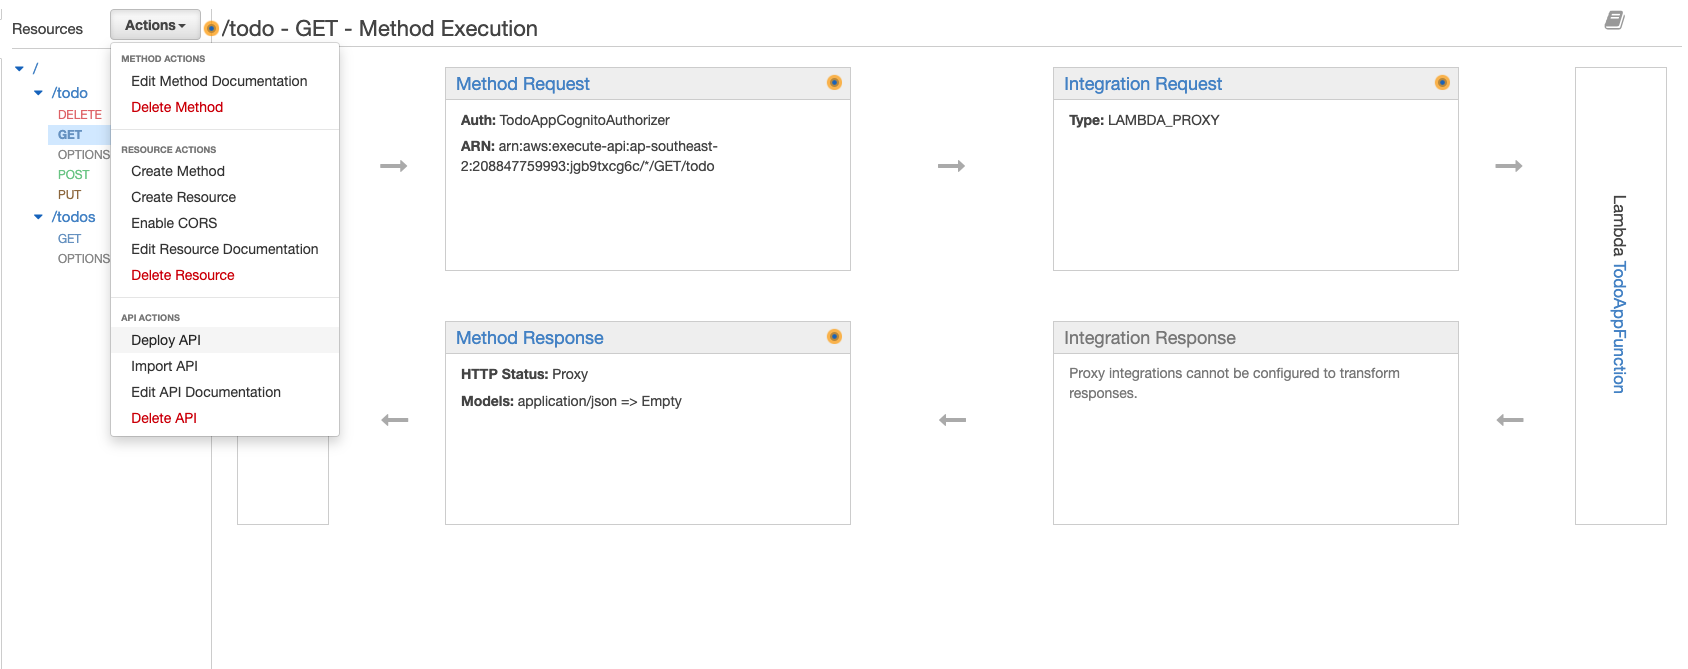 Resources
Actions
/todo - GET - Method Execution
/
/todo
DELETE
GET
OPTIONS
POST
PUT
/todos
GET
OPTIONS
METHOD ACTIONS
Edit Method Documentation
Delete Method
RESOURCE ACTIONS
Create Method
Create Resource
Enable CORS
Edit Resource Documentation
Delete Resource
API ACTIONS
Deploy API
Import API
Edit API Documentation
Delete API
Method Request
Auth: TodoAppCognitoAuthorizer
ARN: arn:aws:execute-api:ap-southeast-
2:208847759993:jgb9txcg6c/*/GET/todo
Integration Request
Type: LAMBDA_PROXY
Method Response
HTTP Status: Proxy
Models: application/json => Empty
Integration Response
Proxy integrations cannot be configured to transform
responses.
Lambda TodoAppFunction